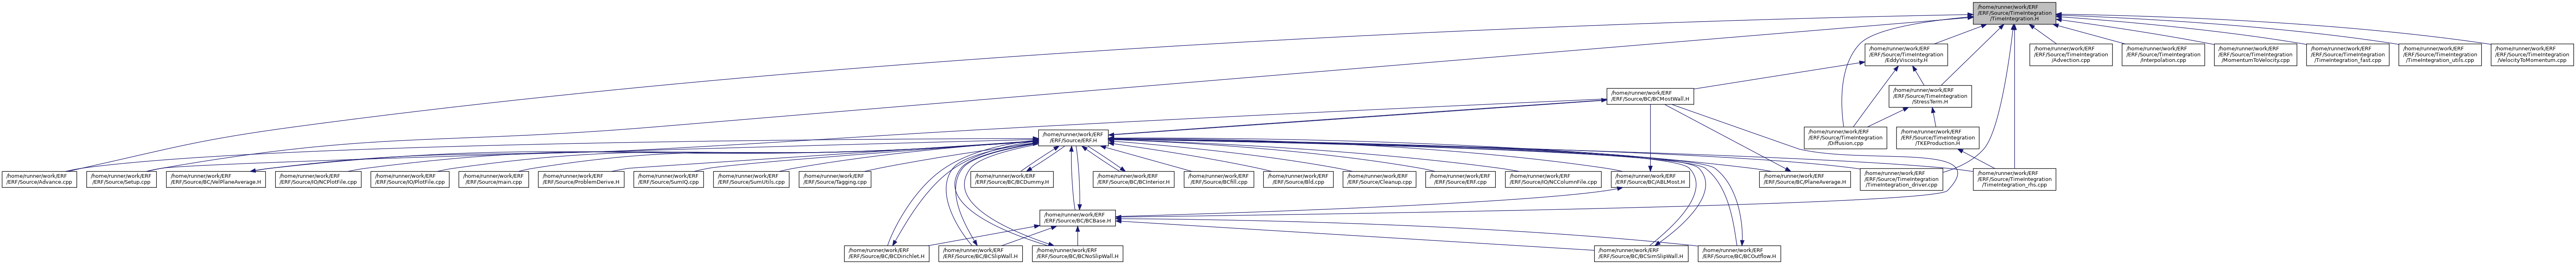 /home/runner/work/ERF
/ERF/Source/TimeIntegration
/TimeIntegration.H
/home/runner/work/ERF
/ERF/Source/TimeIntegration
/EddyViscosity.H
/home/runner/work/ERF
/ERF/Source/TimeIntegration
/Advection.cpp
/home/runner/work/ERF
/ERF/Source/TimeIntegration
/Interpolation.cpp
/home/runner/work/ERF
/ERF/Source/TimeIntegration
/MomentumToVelocity.cpp
/home/runner/work/ERF
/ERF/Source/TimeIntegration
/TimeIntegration_fast.cpp
/home/runner/work/ERF
/ERF/Source/TimeIntegration
/TimeIntegration_utils.cpp
/home/runner/work/ERF
/ERF/Source/TimeIntegration
/VelocityToMomentum.cpp
/home/runner/work/ERF
/ERF/Source/BC/BCMostWall.H
/home/runner/work/ERF
/ERF/Source/TimeIntegration
/StressTerm.H
/home/runner/work/ERF
/ERF/Source/ERF.H
/home/runner/work/ERF
/ERF/Source/TimeIntegration
/Diffusion.cpp
/home/runner/work/ERF
/ERF/Source/TimeIntegration
/TKEProduction.H
/home/runner/work/ERF
/ERF/Source/Advance.cpp
/home/runner/work/ERF
/ERF/Source/Setup.cpp
/home/runner/work/ERF
/ERF/Source/BC/VelPlaneAverage.H
/home/runner/work/ERF
/ERF/Source/IO/NCPlotFile.cpp
/home/runner/work/ERF
/ERF/Source/IO/PlotFile.cpp
/home/runner/work/ERF
/ERF/Source/main.cpp
/home/runner/work/ERF
/ERF/Source/ProblemDerive.H
/home/runner/work/ERF
/ERF/Source/SumIQ.cpp
/home/runner/work/ERF
/ERF/Source/SumUtils.cpp
/home/runner/work/ERF
/ERF/Source/Tagging.cpp
/home/runner/work/ERF
/ERF/Source/BC/BCDummy.H
/home/runner/work/ERF
/ERF/Source/BC/BCInterior.H
/home/runner/work/ERF
/ERF/Source/BCfill.cpp
/home/runner/work/ERF
/ERF/Source/Bld.cpp
/home/runner/work/ERF
/ERF/Source/Cleanup.cpp
/home/runner/work/ERF
/ERF/Source/ERF.cpp
/home/runner/work/ERF
/ERF/Source/IO/NCColumnFile.cpp
/home/runner/work/ERF
/ERF/Source/BC/ABLMost.H
/home/runner/work/ERF
/ERF/Source/BC/PlaneAverage.H
/home/runner/work/ERF
/ERF/Source/TimeIntegration
/TimeIntegration_driver.cpp
/home/runner/work/ERF
/ERF/Source/TimeIntegration
/TimeIntegration_rhs.cpp
/home/runner/work/ERF
/ERF/Source/BC/BCBase.H
/home/runner/work/ERF
/ERF/Source/BC/BCDirichlet.H
/home/runner/work/ERF
/ERF/Source/BC/BCSlipWall.H
/home/runner/work/ERF
/ERF/Source/BC/BCNoSlipWall.H
/home/runner/work/ERF
/ERF/Source/BC/BCSimSlipWall.H
/home/runner/work/ERF
/ERF/Source/BC/BCOutflow.H